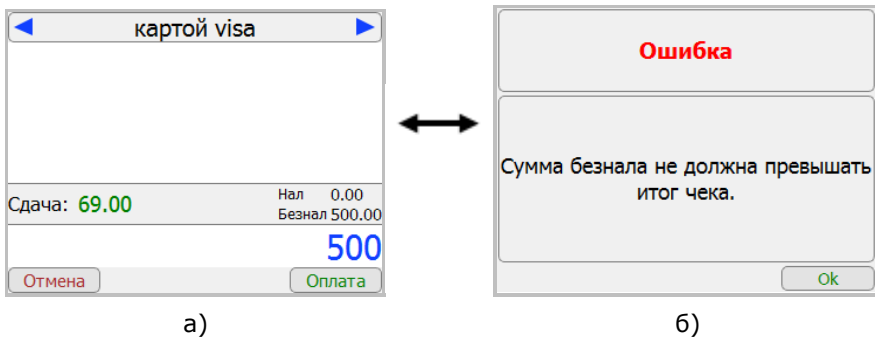 картой visa
Сдача: 69.00
Нал 0.00
Безнал 500.00
500
Отмена
Оплата
а)
Ошибка
Сумма безнала не должна превышать
итог чека.
Ok
б)